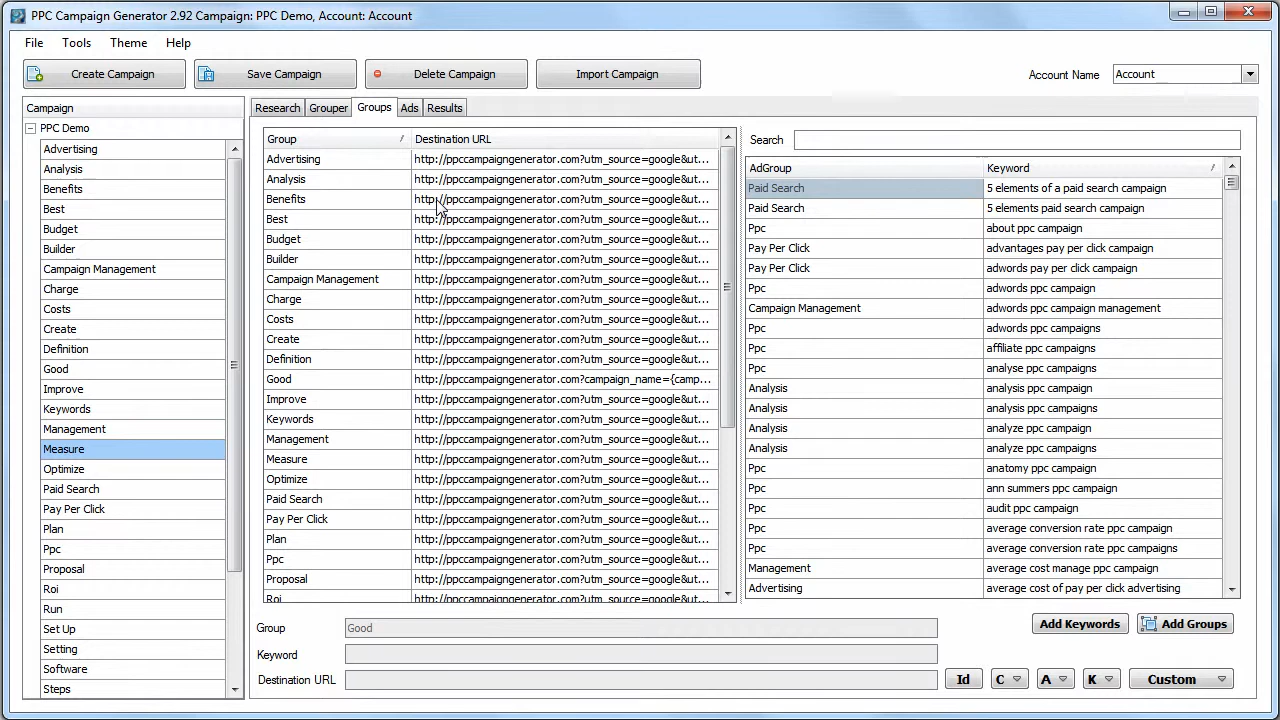 PPC Campaign Generator 2.92 Campaign: PPC Demo, Account: Account
File Tools Theme Help
Create Campaign Save Campaign Delete Campaign Import Campaign Account Name Account
Campaign
PPC Demo
Advertising
Analysis
Benefits
Best
Budget
Builder
Campaign Management
Charge
Costs
Create
Definition
Good
Improve
Keywords
Management
Measure
Optimize
Paid Search
Pay Per Click
Plan
Ppc
Proposal
Roi
Run
Set Up
Setting
Software
Steps
Research Grouper Groups Ads Results
Group / Destination URL
Advertising http://ppccampaigngenerator.com?utm_source=google&ut...
Analysis http://ppccampaigngenerator.com?utm_source=google&ut...
Benefits http://ppccampaigngenerator.com?utm_source=google&ut...
Best http://ppccampaigngenerator.com?utm_source=google&ut...
Budget http://ppccampaigngenerator.com?utm_source=google&ut...
Builder http://ppccampaigngenerator.com?utm_source=google&ut...
Campaign Management http://ppccampaigngenerator.com?utm_source=google&ut...
Charge http://ppccampaigngenerator.com?utm_source=google&ut...
Costs http://ppccampaigngenerator.com?utm_source=google&ut...
Create http://ppccampaigngenerator.com?utm_source=google&ut...
Definition http://ppccampaigngenerator.com?utm_source=google&ut...
Good http://ppccampaigngenerator.com?campaign_name={camp...
Improve http://ppccampaigngenerator.com?utm_source=google&ut...
Keywords http://ppccampaigngenerator.com?utm_source=google&ut...
Management http://ppccampaigngenerator.com?utm_source=google&ut...
Measure http://ppccampaigngenerator.com?utm_source=google&ut...
Optimize http://ppccampaigngenerator.com?utm_source=google&ut...
Paid Search http://ppccampaigngenerator.com?utm_source=google&ut...
Pay Per Click http://ppccampaigngenerator.com?utm_source=google&ut...
Plan http://ppccampaigngenerator.com?utm_source=google&ut...
Ppc http://ppccampaigngenerator.com?utm_source=google&ut...
Proposal http://ppccampaigngenerator.com?utm_source=google&ut...
Roi http://ppccampaigngenerator.com?utm_source=google&ut...
Search
AdGroup Keyword /
Paid Search 5 elements of a paid search campaign
Paid Search 5 elements paid search campaign
Ppc about ppc campaign
Pay Per Click advantages pay per click campaign
Pay Per Click adwords pay per click campaign
Ppc adwords ppc campaign
Campaign Management adwords ppc campaign management
Ppc adwords ppc campaigns
Ppc affiliate ppc campaigns
Ppc analyse ppc campaigns
Analysis analysis ppc campaign
Analysis analysis ppc campaigns
Analysis analyze ppc campaign
Analysis analyze ppc campaigns
Ppc anatomy ppc campaign
Ppc ann summers ppc campaign
Ppc audit ppc campaign
Ppc average conversion rate ppc campaign
Ppc average conversion rate ppc campaigns
Management average cost manage ppc campaign
Advertising average cost of pay per click advertising
Group Good
Keyword
Destination URL
Add Keywords Add Groups
Id C A K Custom